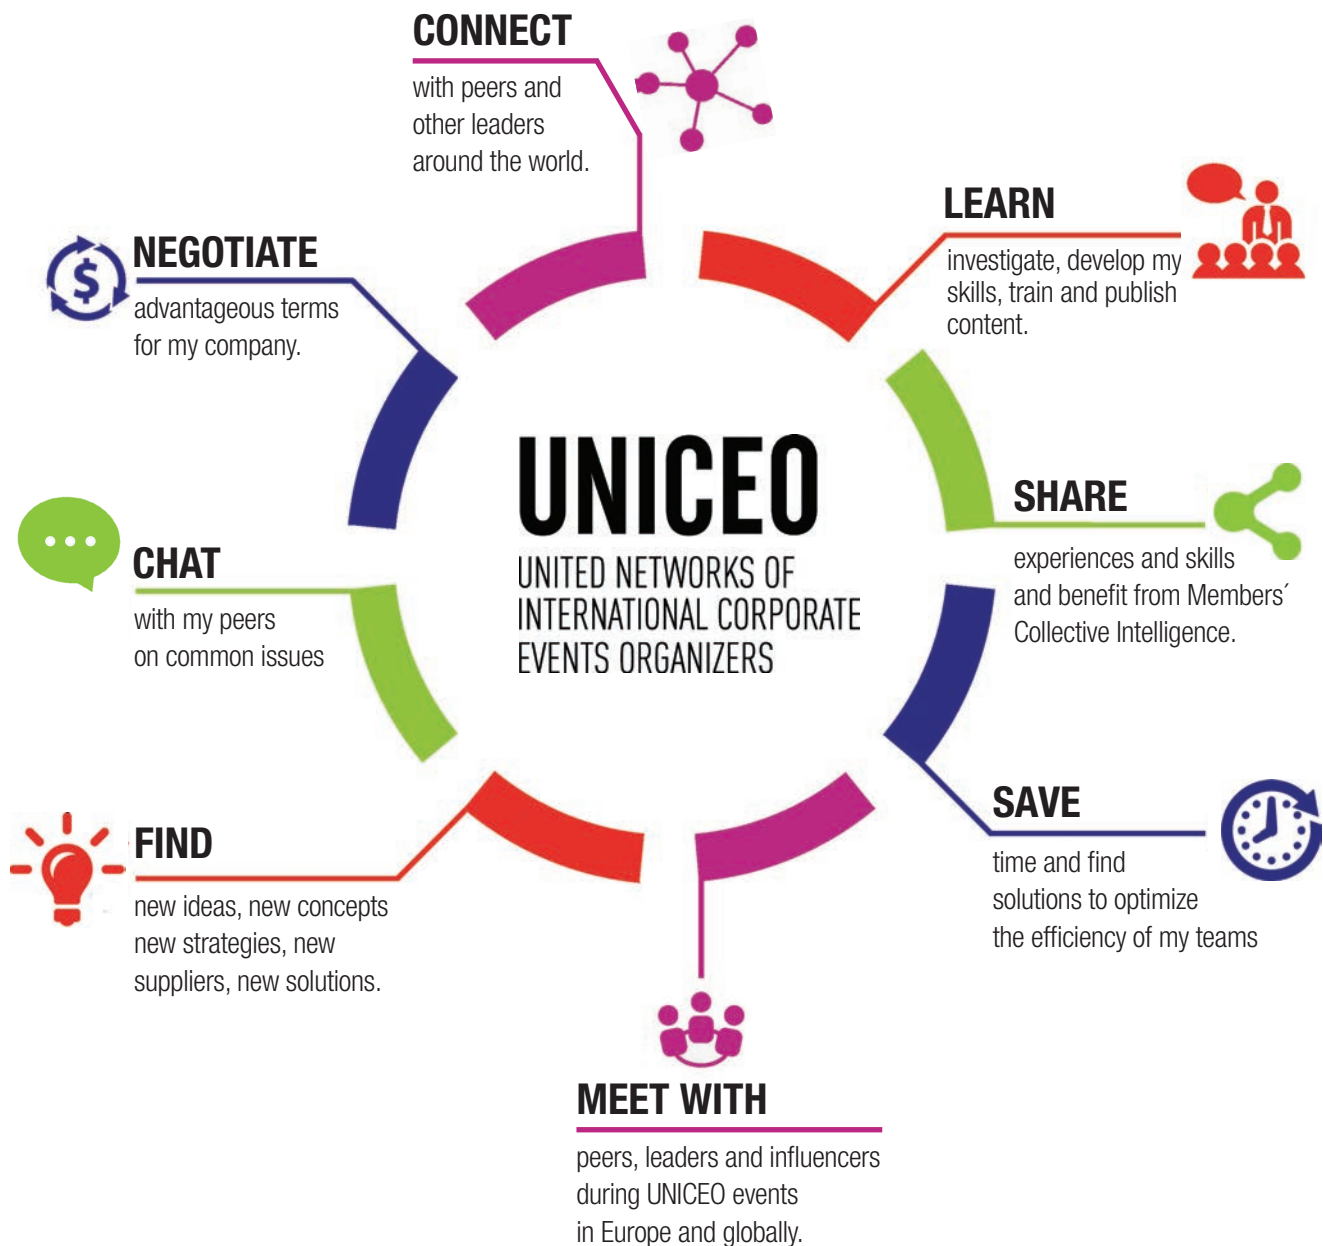 CONNECT
with peers and
other leaders
around the world.
LEARN
investigate, develop my
skills, train and publish
content.
NEGOTIATE
advantageous terms
for my company.
$
UNICEO
UNITED NETWORKS OF
INTERNATIONAL CORPORATE
EVENTS ORGANIZERS
SHARE
experiences and skills
and benefit from Members´
Collective Intelligence.
CHAT
with my peers
on common issues
SAVE
time and find
solutions to optimize
the efficiency of my teams
FIND
new ideas, new concepts
new strategies, new
suppliers, new solutions.
MEET WITH
peers, leaders and influencers
during UNICEO events
in Europe and globally.